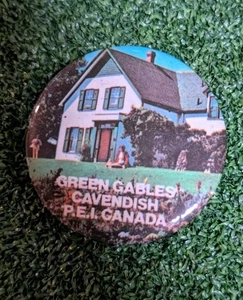 GREEN GABLES
CAVENDISH
P.E.I. CANADA